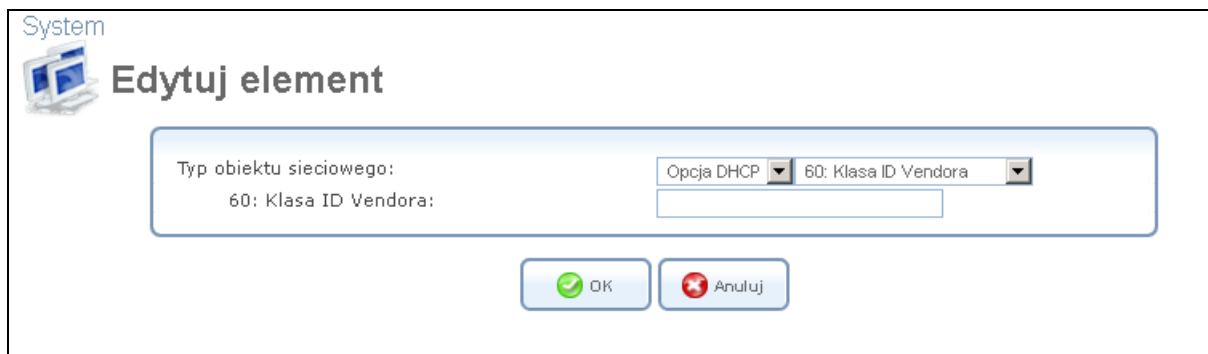 System
Edytuj element
Typ obiektu sieciowego: Opcja DHCP 60: Klasa ID Vendora
60: Klasa ID Vendora:
OK Anuluj